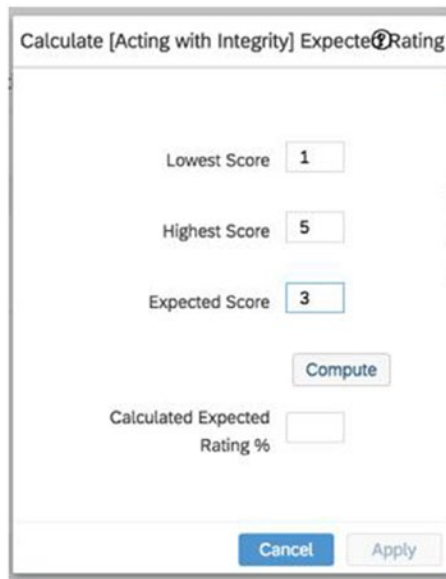 Calculate [Acting with Integrity] Expected Rating
Lowest Score 1
Highest Score 5
Expected Score 3
Compute
Calculated Expected
Rating %
Cancel Apply